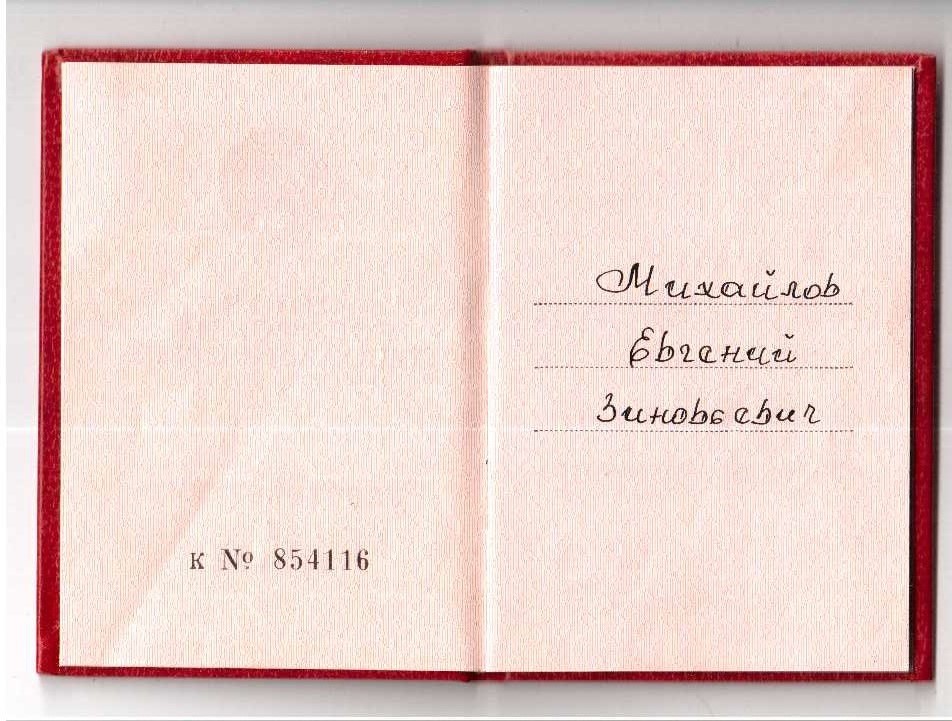 к № 854116
Михайлов
Евгений
Зиновьевич